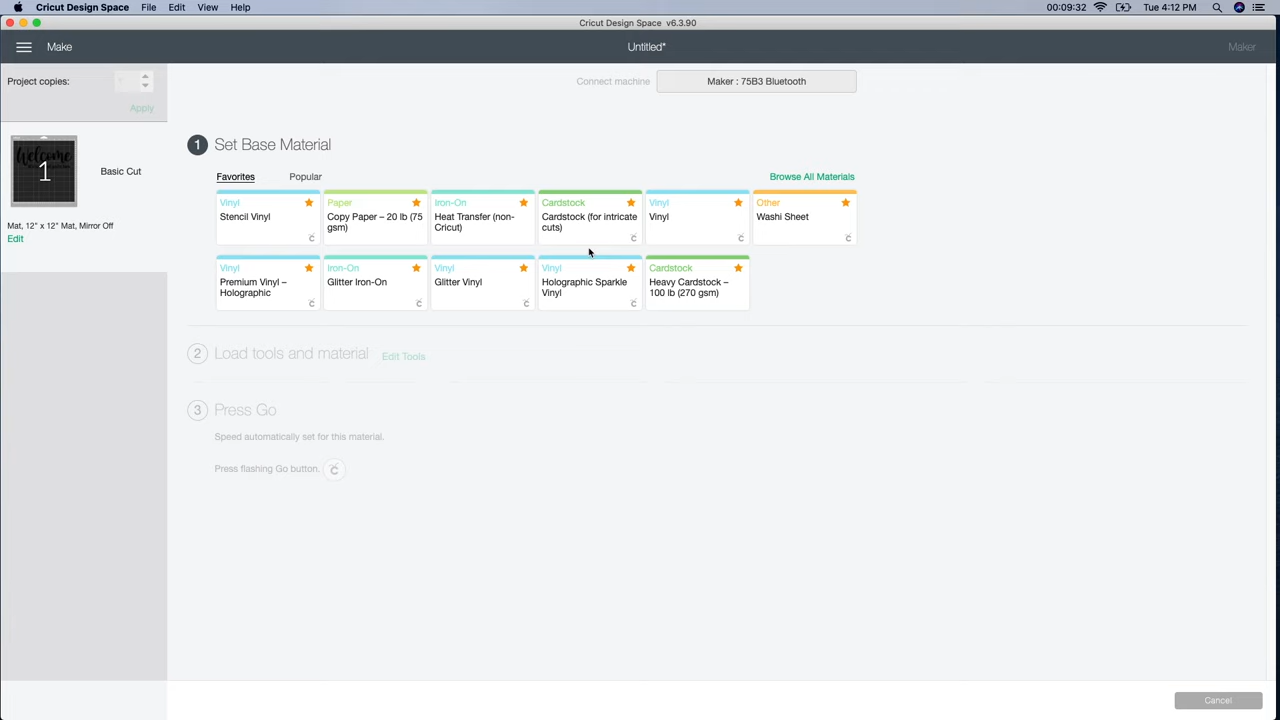 Cricut Design Space File Edit View Help 00:09:32 Tue 4:12 PM
Cricut Design Space v6.3.90
Make Untitled* Maker
Project copies:
Apply
Connect machine Maker : 75B3 Bluetooth
Welcome
1
Basic Cut
Mat, 12" x 12" Mat, Mirror Off
Edit
1 Set Base Material
Favorites Popular Browse All Materials
Vinyl
Stencil Vinyl
Paper
Copy Paper – 20 lb (75
gsm)
Iron-On
Heat Transfer (non-
Cricut)
Cardstock
Cardstock (for intricate
cuts)
Vinyl
Vinyl
Other
Washi Sheet
Vinyl
Premium Vinyl –
Holographic
Iron-On
Glitter Iron-On
Vinyl
Glitter Vinyl
Vinyl
Holographic Sparkle
Vinyl
Cardstock
Heavy Cardstock –
100 lb (270 gsm)
2 Load tools and material Edit Tools
3 Press Go
Speed automatically set for this material.
Press flashing Go button.
Cancel